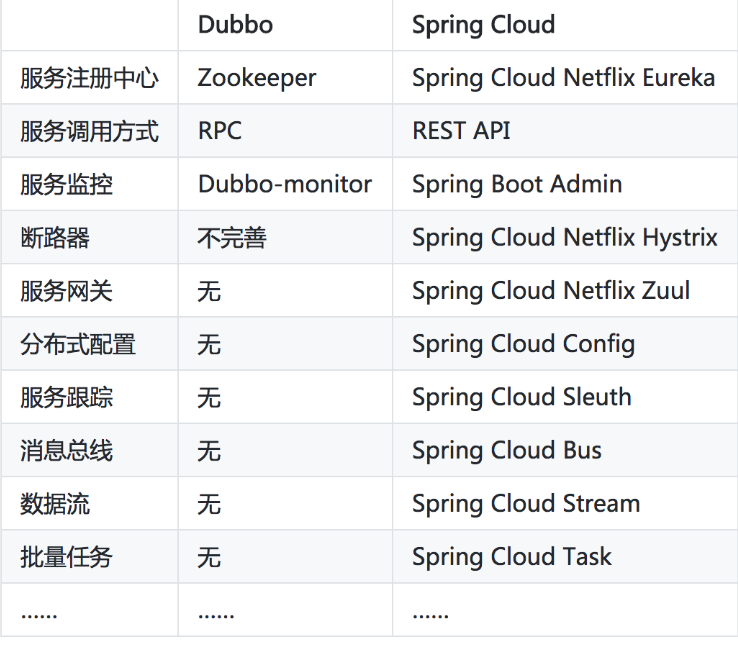 Dubbo Spring Cloud
服务注册中心 Zookeeper Spring Cloud Netflix Eureka
服务调用方式 RPC REST API
服务监控 Dubbo-monitor Spring Boot Admin
断路器 不完善 Spring Cloud Netflix Hystrix
服务网关 无 Spring Cloud Netflix Zuul
分布式配置 无 Spring Cloud Config
服务跟踪 无 Spring Cloud Sleuth
消息总线 无 Spring Cloud Bus
数据流 无 Spring Cloud Stream
批量任务 无 Spring Cloud Task
...... ...... ......